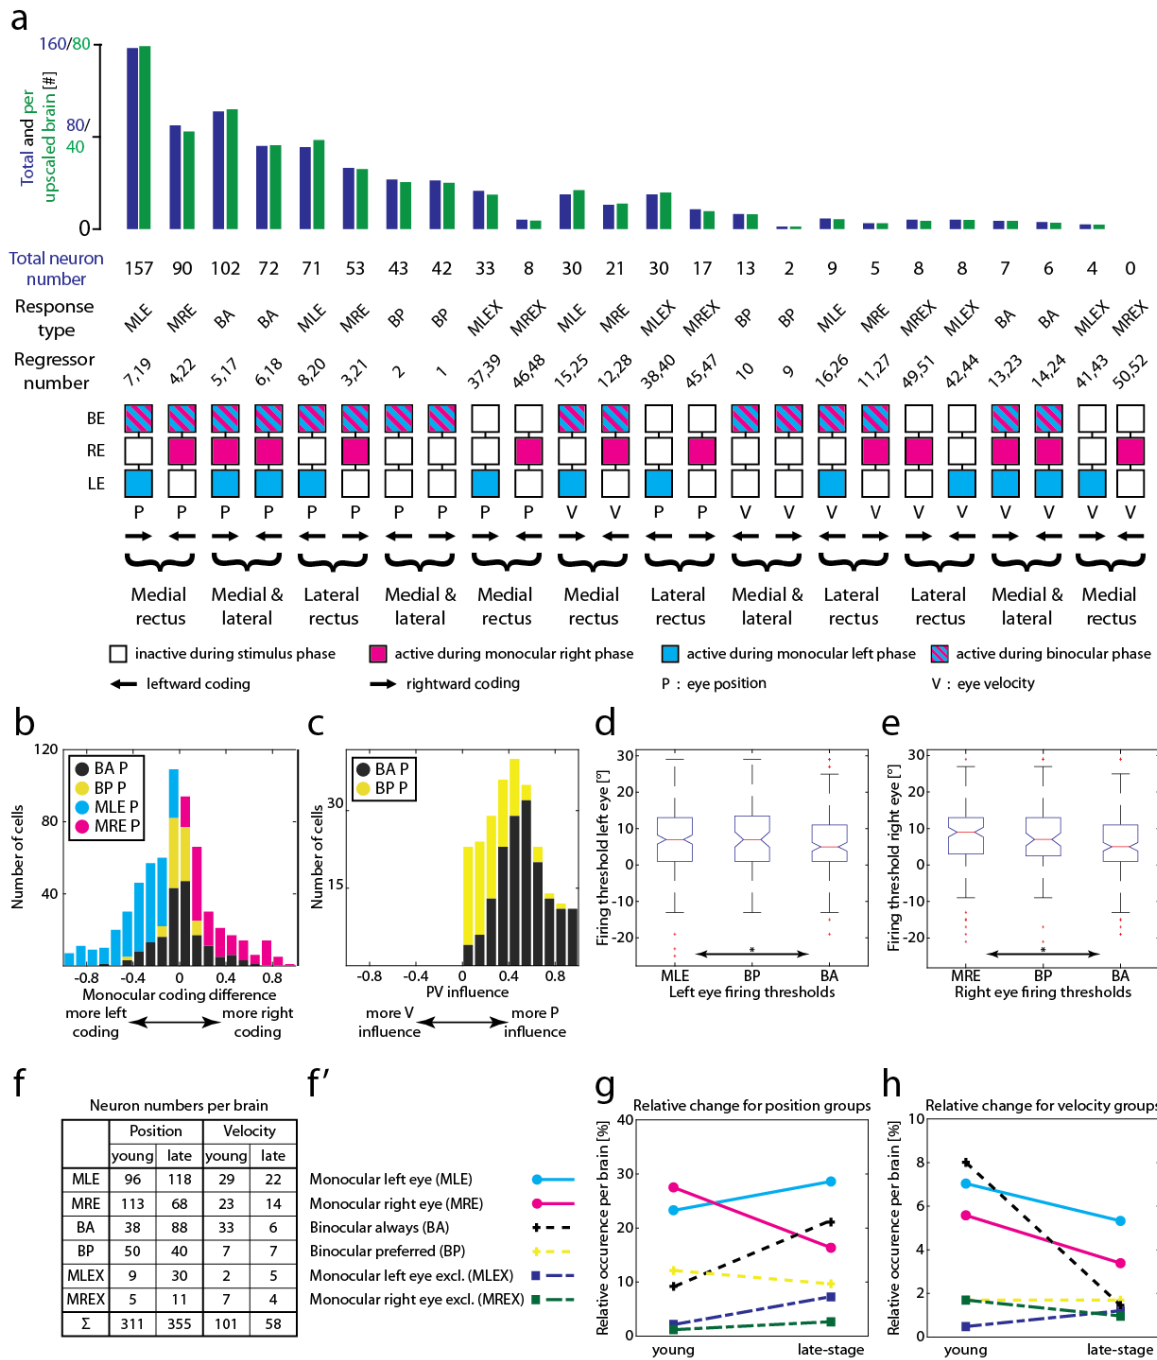 a
160/80
Total and per
upscaled brain [#]
80/
40
0
Total neuron
number
157 90 102 72 71 53 43 42 33 8 30 21 30 17 13 2 9 5 8 8 7 6 4 0
Response
type
MLE MRE BA BA MLE MRE BP BP MLEX MREX MLE MRE MLEX MREX BP BP MLE MRE MREX MLEX BA BA MLEX MREX
Regressor
number
7,19 4,22 5,17 6,18 8,20 3,21 2 1 37,39 46,48 15,25 12,28 38,40 45,47 10 9 16,26 11,27 49,51 42,44 13,23 14,24 41,43 50,52
BE
RE
LE
P P P P P P P P P P V V P P V V V V V V V V V V
Medial rectus
Medial & lateral
Lateral rectus
Medial & lateral
Medial rectus
Medial rectus
Lateral rectus
Medial & lateral
Lateral rectus
Lateral rectus
Medial & lateral
Medial rectus
inactive during stimulus phase
active during monocular right phase
active during monocular left phase
active during binocular phase
leftward coding
rightward coding
P : eye position
V : eye velocity
b
120
80
40
Number of cells
BA P
BP P
MLE P
MRE P
-0.8 -0.4 0 0.4 0.8
Monocular coding difference
more left coding
more right coding
c
30
15
Number of cells
BA P
BP P
-0.8 -0.4 0 0.4 0.8
PV influence
more V influence
more P influence
d
Firing threshold left eye [°]
30
20
10
0
-10
-20
*
MLE BP BA
Left eye firing thresholds
e
Firing threshold right eye [°]
30
20
10
0
-10
-20
*
MRE BP BA
Right eye firing thresholds
f
Neuron numbers per brain
Position Velocity
young late young late
MLE 96 118 29 22
MRE 113 68 23 14
BA 38 88 33 6
BP 50 40 7 7
MLEX 9 30 2 5
MREX 5 11 7 4
Σ 311 355 101 58
f'
Monocular left eye (MLE)
Monocular right eye (MRE)
Binocular always (BA)
Binocular preferred (BP)
Monocular left eye excl. (MLEX)
Monocular right eye excl. (MREX)
g
Relative change for position groups
Relative occurence per brain [%]
40
30
20
10
0
young late-stage
h
Relative change for velocity groups
Relative occurence per brain [%]
10
8
6
4
2
0
young late-stage